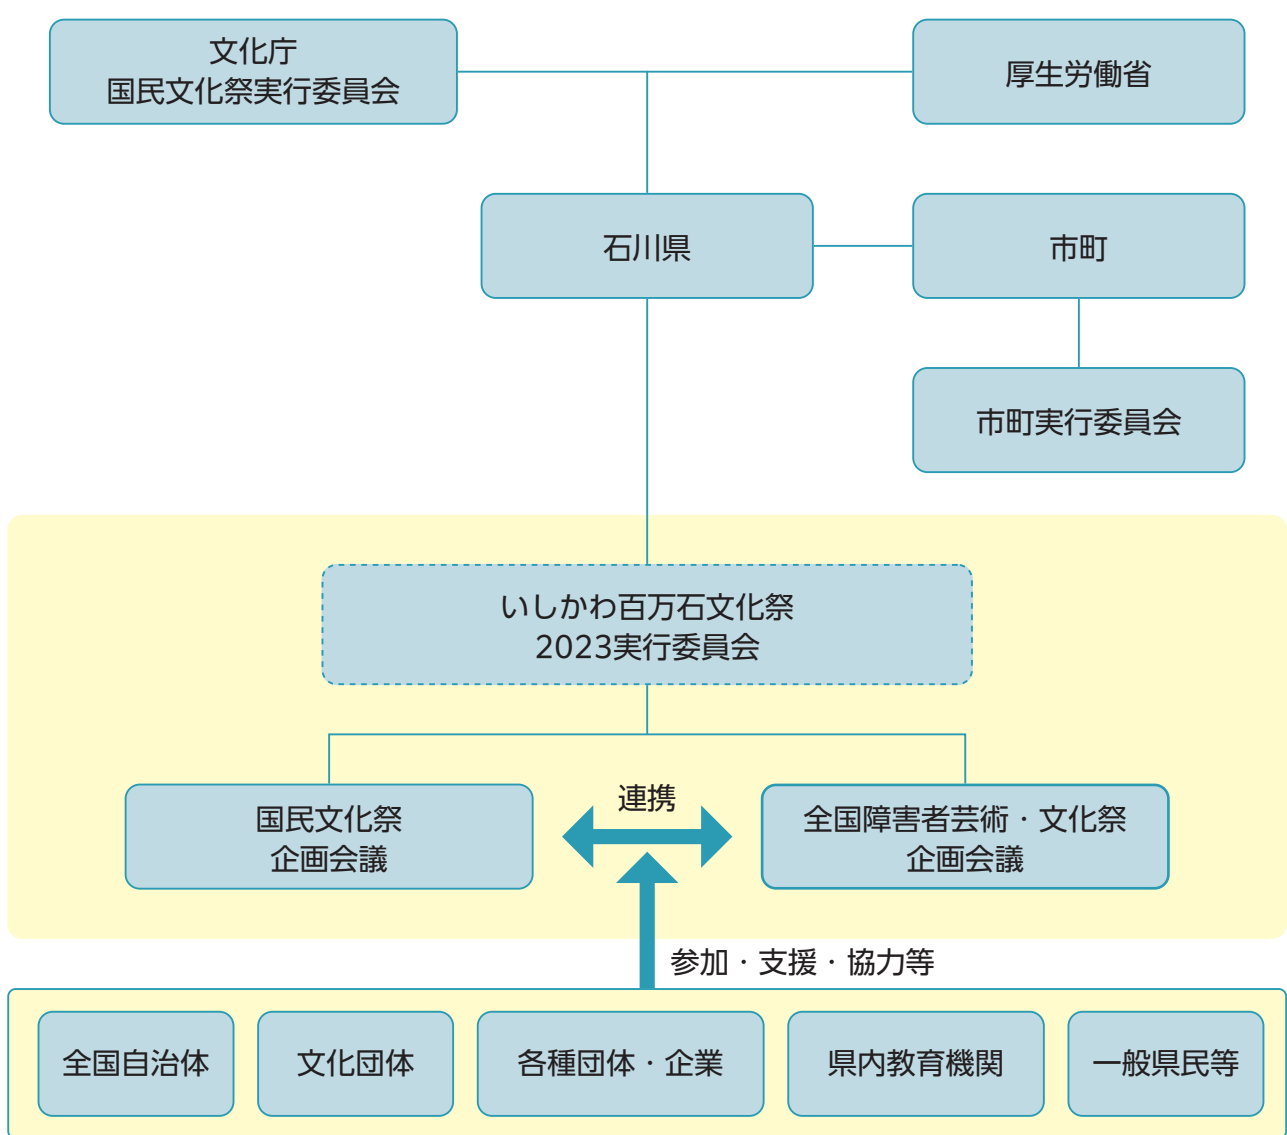 文化庁
国民文化祭実行委員会
厚生労働省
石川県
市町
市町実行委員会
いしかわ百万石文化祭
2023実行委員会
国民文化祭
企画会議
連携
全国障害者芸術・文化祭
企画会議
参加・支援・協力等
全国自治体
文化団体
各種団体・企業
県内教育機関
一般県民等